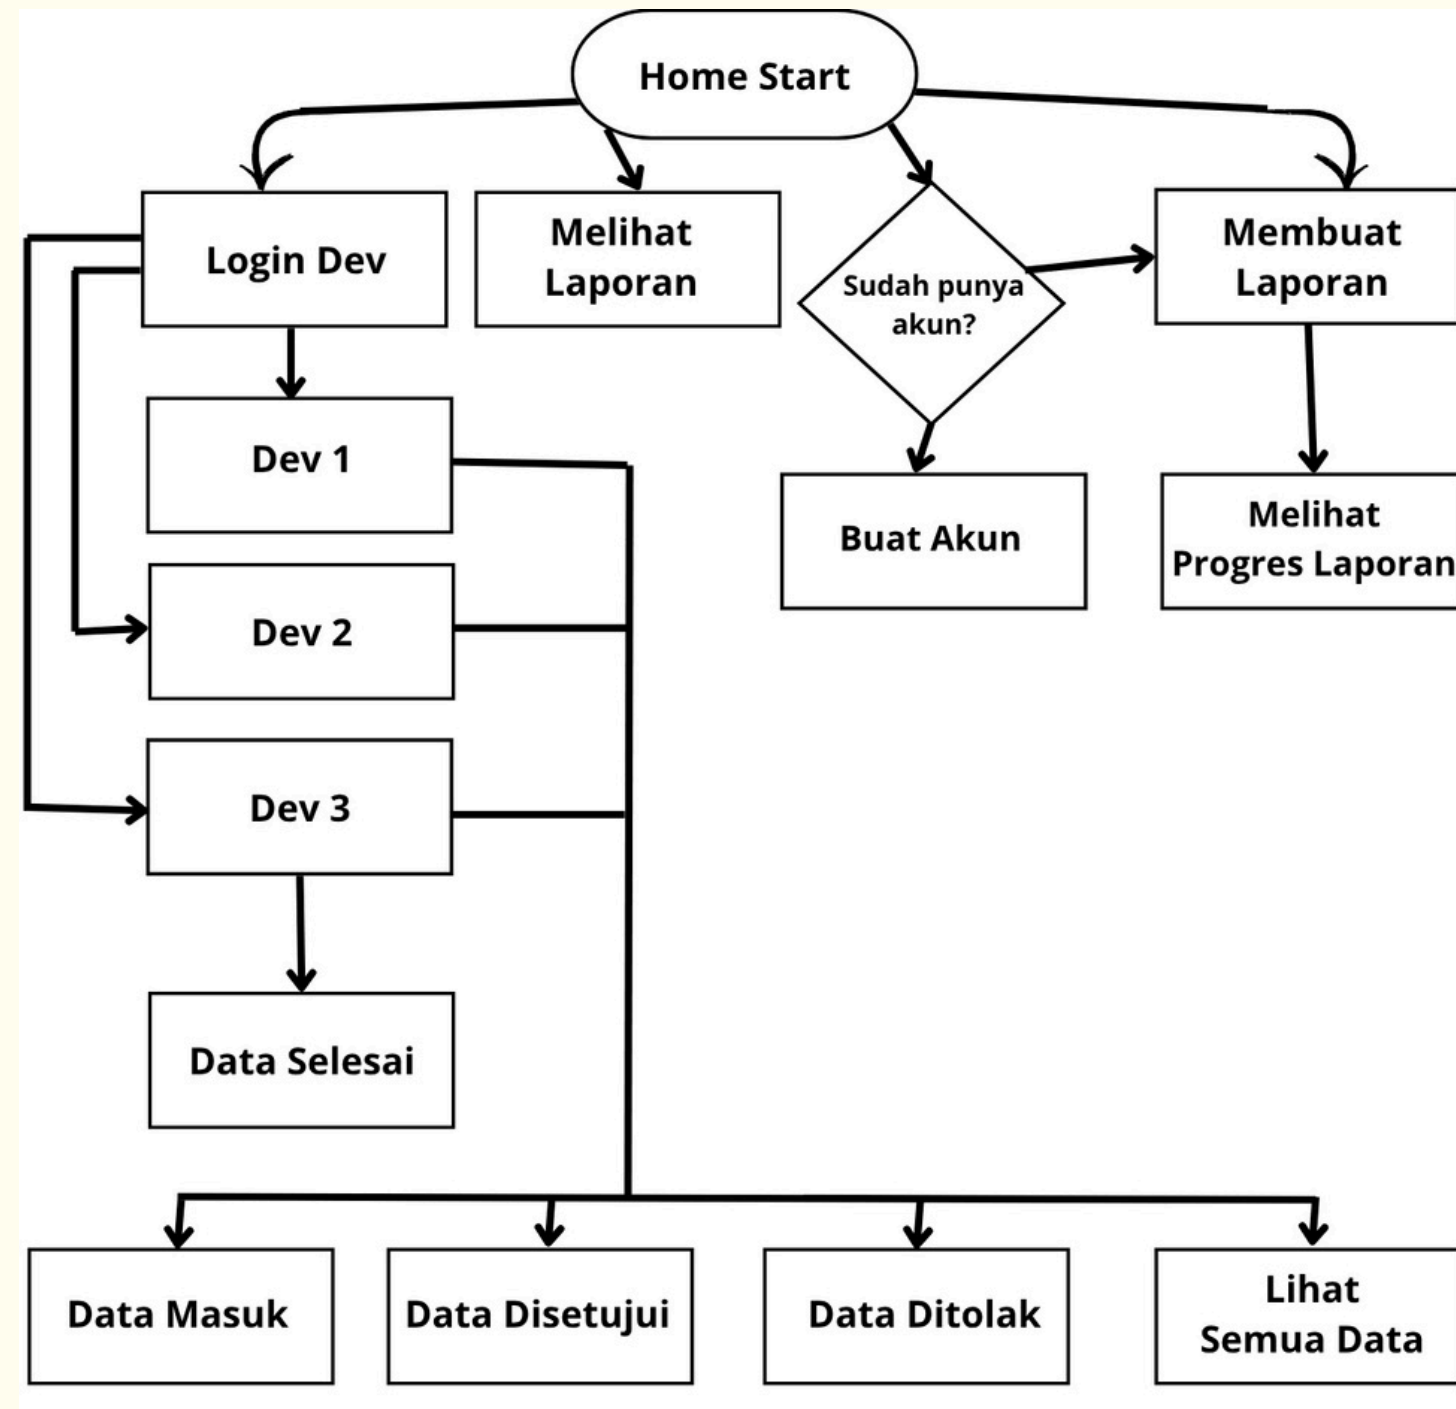 Home Start
Login Dev
Melihat
Laporan
Sudah punya
akun?
Membuat
Laporan
Dev 1
Buat Akun
Melihat
Progres Laporan
Dev 2
Dev 3
Data Selesai
Data Masuk
Data Disetujui
Data Ditolak
Lihat
Semua Data